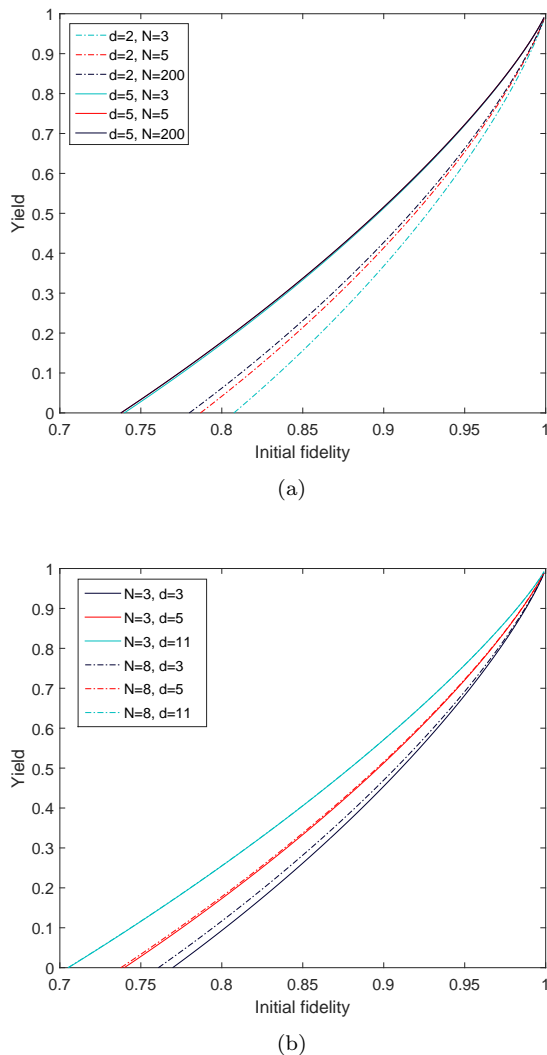 1
0.9
0.8
0.7
0.6
0.5
0.4
0.3
0.2
0.1
0
Yield
d=2, N=3
d=2, N=5
d=2, N=200
d=5, N=3
d=5, N=5
d=5, N=200
0.7 0.75 0.8 0.85 0.9 0.95 1
Initial fidelity
(a)
1
0.9
0.8
0.7
0.6
0.5
0.4
0.3
0.2
0.1
0
Yield
N=3, d=3
N=3, d=5
N=3, d=11
N=8, d=3
N=8, d=5
N=8, d=11
0.7 0.75 0.8 0.85 0.9 0.95 1
Initial fidelity
(b)